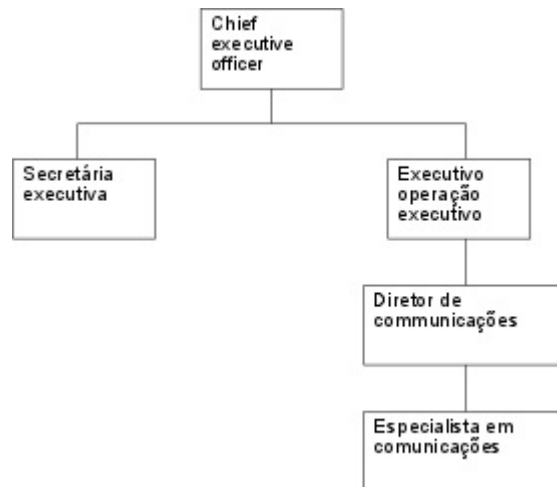 Chief
executive
officer
Secretária
executiva
Executivo
operação
executivo
Diretor de
communicações
Especialista em
comunicações